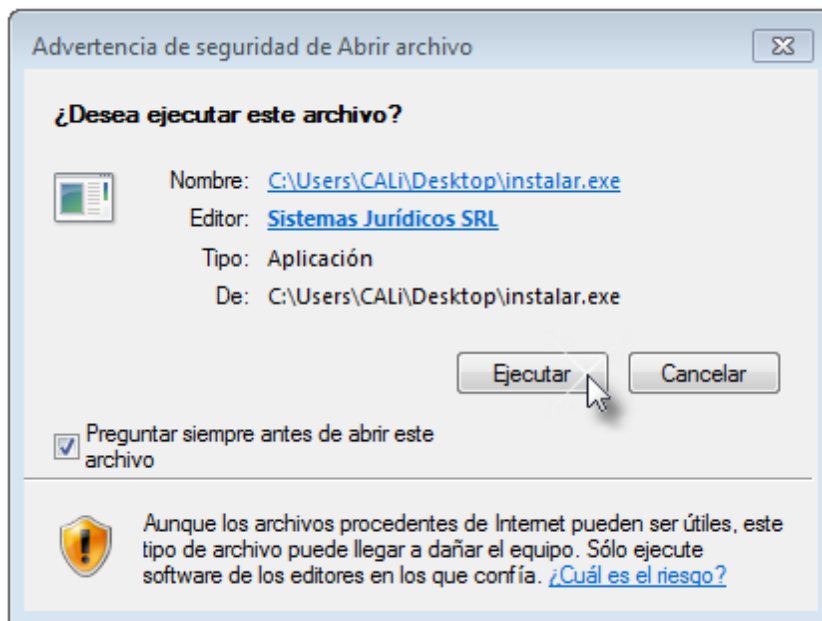 Advertencia de seguridad de Abrir archivo
¿Desea ejecutar este archivo?
Nombre: C:\Users\CALi\Desktop\instalar.exe
Editor: Sistemas Jurídicos SRL
Tipo: Aplicación
De: C:\Users\CALi\Desktop\instalar.exe
Ejecutar Cancelar
Preguntar siempre antes de abrir este
archivo
Aunque los archivos procedentes de Internet pueden ser útiles, este
tipo de archivo puede llegar a dañar el equipo. Sólo ejecute
software de los editores en los que confía. ¿Cuál es el riesgo?